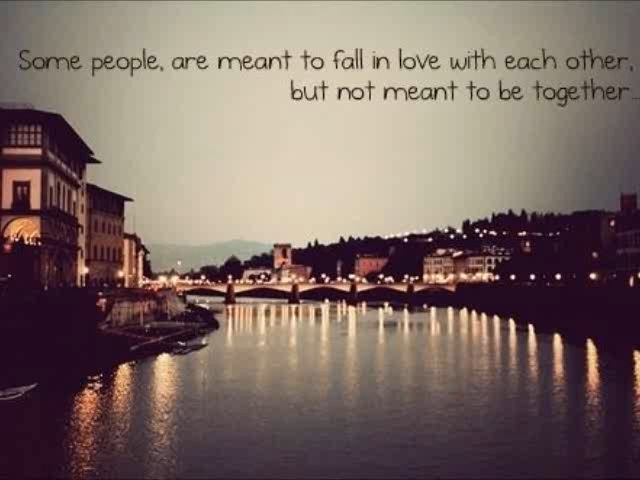 Some people, are meant to fall in love with each other,
but not meant to be together...